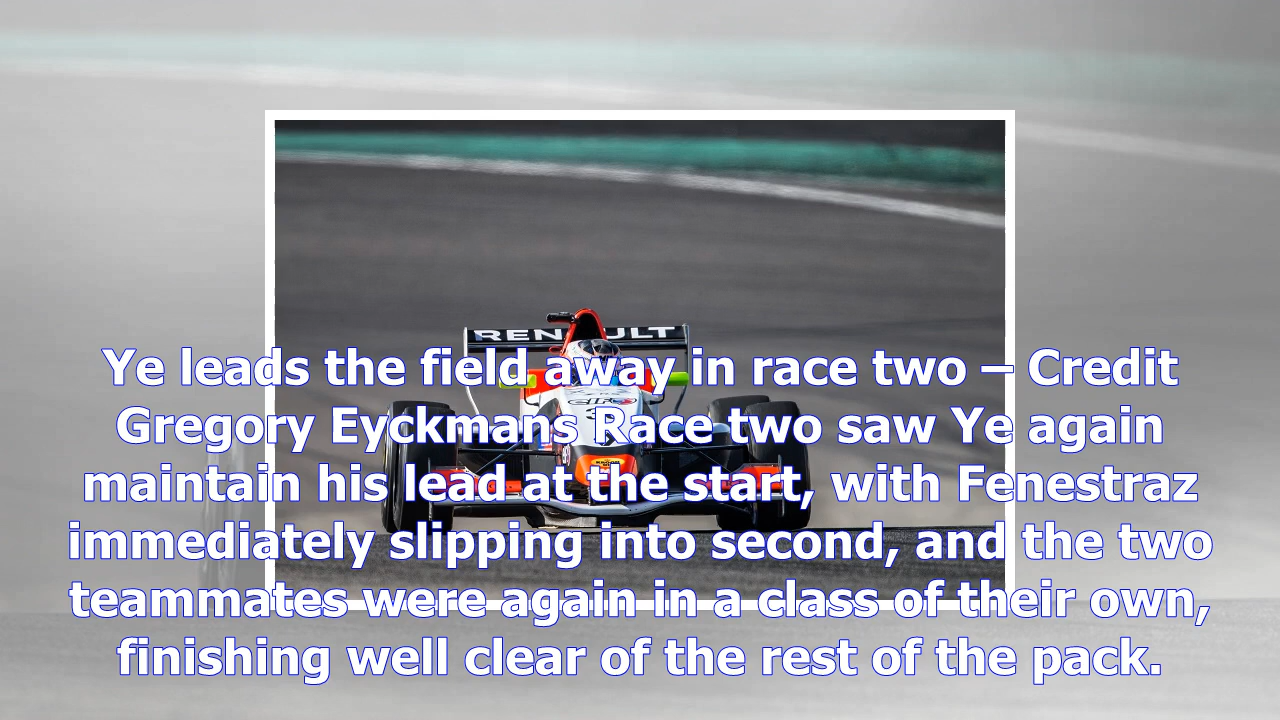 RENAULT
Ye leads the field away in race two – Credit
Gregory Eyckmans Race two saw Ye again
maintain his lead at the start, with Fenestraz
immediately slipping into second, and the two
teammates were again in a class of their own,
finishing well clear of the rest of the pack.